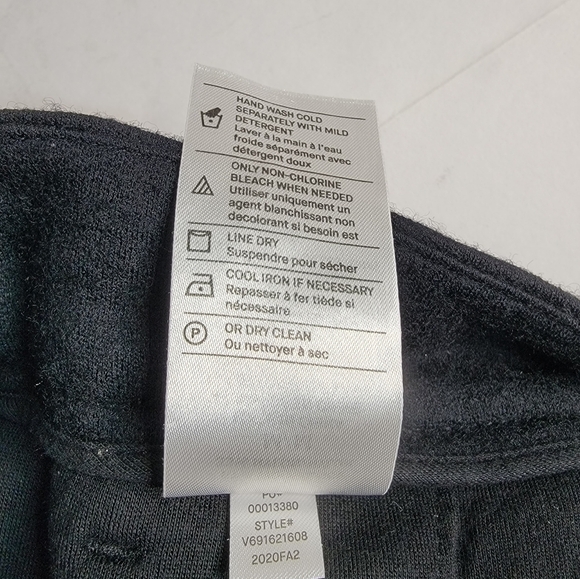 HAND WASH COLD
SEPARATELY WITH MILD
DETERGENT
Laver à la main à l'eau
froide séparément avec
détergent doux
ONLY NON-CHLORINE
BLEACH WHEN NEEDED
Utiliser uniquement un
agent blanchissant non
decolorant si besoin est
LINE DRY
Suspendre pour sécher
COOL IRON IF NECESSARY
Repasser à fer tiède si
nécessaire
P
OR DRY CLEAN
Ou nettoyer à sec
PO#
00013380
STYLE#
V691621608
2020FA2